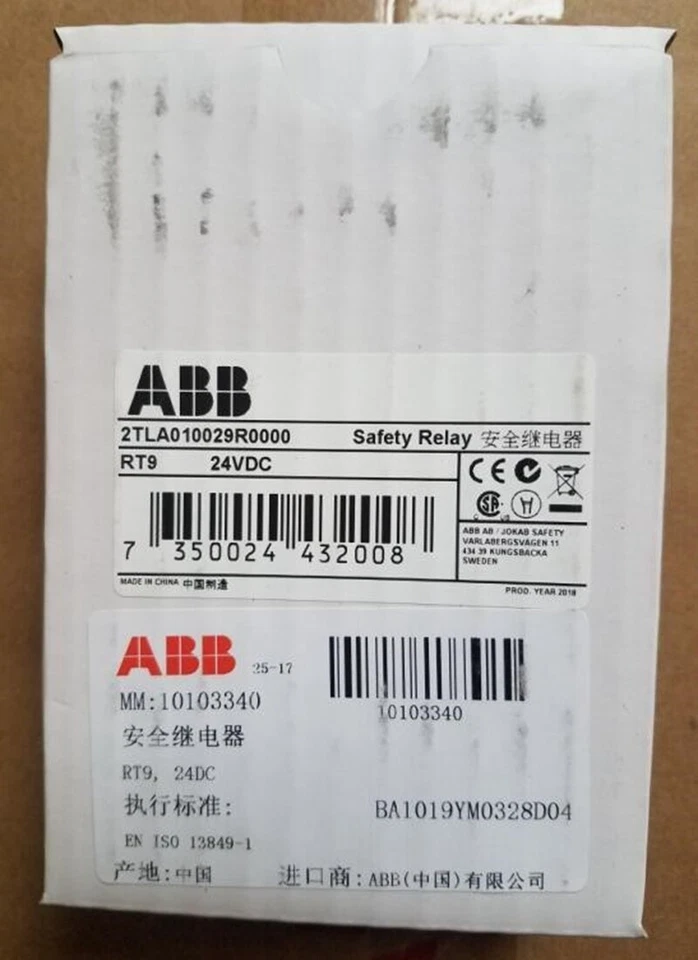 ABB
2TLA010029R0000 Safety Relay 安全继电器
RT9 24VDC
7 350024 432008
ABB AB / JOKAB SAFETY
VARLABERGSVÄGEN 11
434 39 KUNGSBACKA
SWEDEN
MADE IN CHINA 中国制造
PROD. YEAR 2018
ABB 25-17
MM:10103340
10103340
安全继电器
RT9, 24DC
执行标准:
BA1019YM0328D04
EN ISO 13849-1
产地:中国 进口商:ABB(中国)有限公司